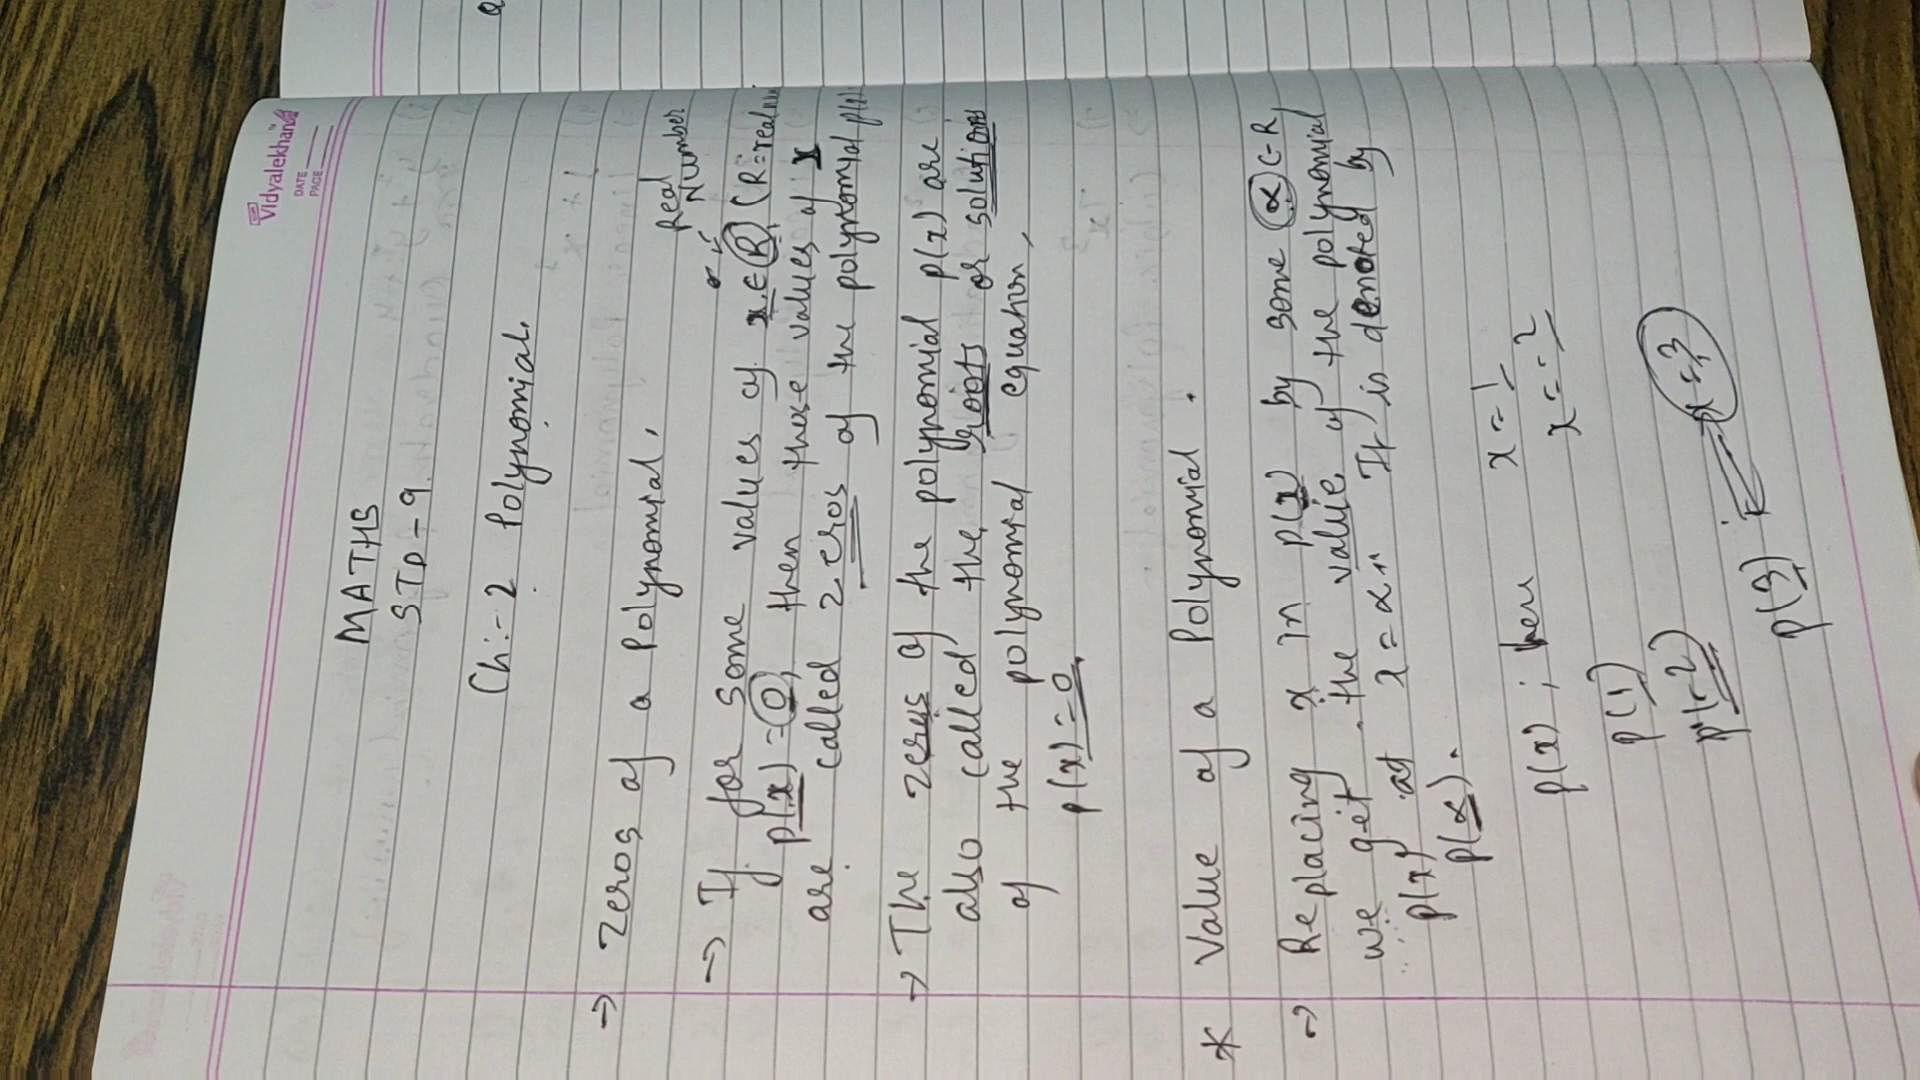 Vidyalekhan
DATE
PAGE
MATHS
STD - 9.
Ch:- 2 Polynomial.
→ Zeros of a Polynomial.
Real
Number
→ If for some values of x ∈ R (R = real
p(x) = 0, then these values of x
are called zeros of the polynomial p(x).
→ The zeros of the polynomial p(x) are
also called the roots or solutions
of the polynomial equation,
p(x) = 0.
* Value of a Polynomial.
→ Replacing x in p(x) by some α ∈ R
we get the value of the polynomial
p(x) at x = α. It is denoted by
p(α).
p(x) ; here x = 1
x = -2
p(1)
p(-2)
x = 3
p(3)